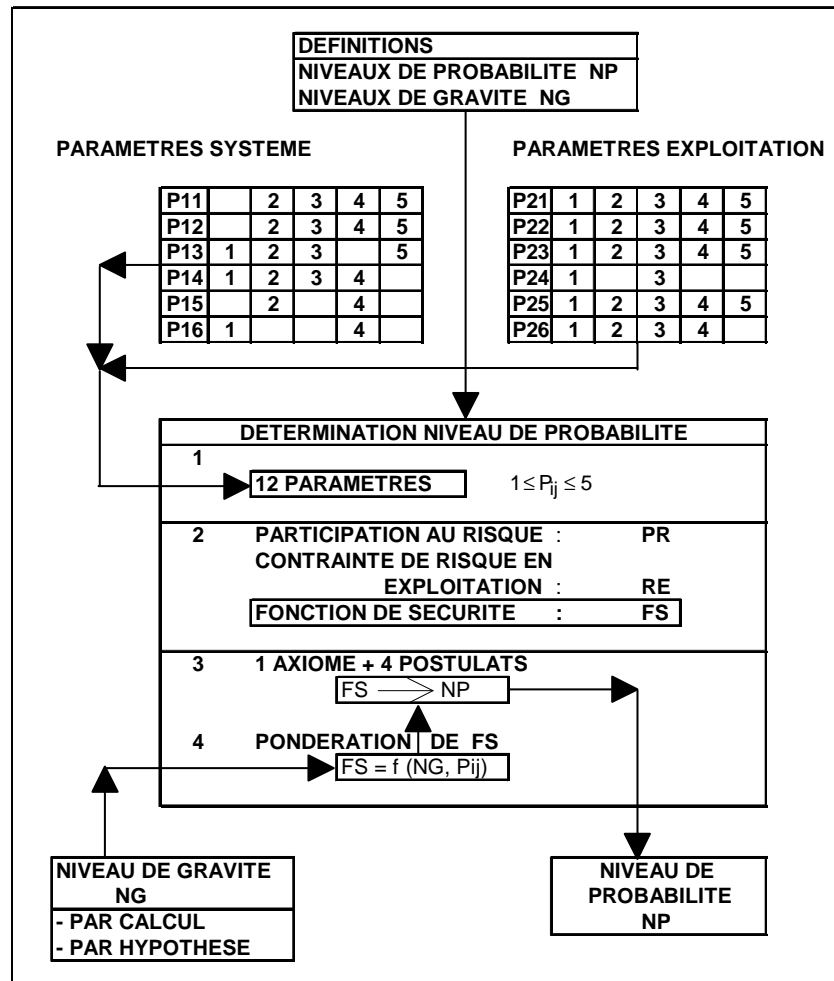 DEFINITIONS
NIVEAUX DE PROBABILITE NP
NIVEAUX DE GRAVITE NG
PARAMETRES SYSTEME
PARAMETRES EXPLOITATION
P11 2 3 4 5
P12 2 3 4 5
P13 1 2 3 5
P14 1 2 3 4
P15 2 4
P16 1 4
P21 1 2 3 4 5
P22 1 2 3 4 5
P23 1 2 3 4 5
P24 1 3
P25 1 2 3 4 5
P26 1 2 3 4
DETERMINATION NIVEAU DE PROBABILITE
1
12 PARAMETRES 1 ≤ Pij ≤ 5
2 PARTICIPATION AU RISQUE : PR
CONTRAINTE DE RISQUE EN
EXPLOITATION : RE
FONCTION DE SECURITE : FS
3 1 AXIOME + 4 POSTULATS
FS NP
4 PONDERATION DE FS
FS = f (NG, Pij)
NIVEAU DE GRAVITE
NG
- PAR CALCUL
- PAR HYPOTHESE
NIVEAU DE
PROBABILITE
NP